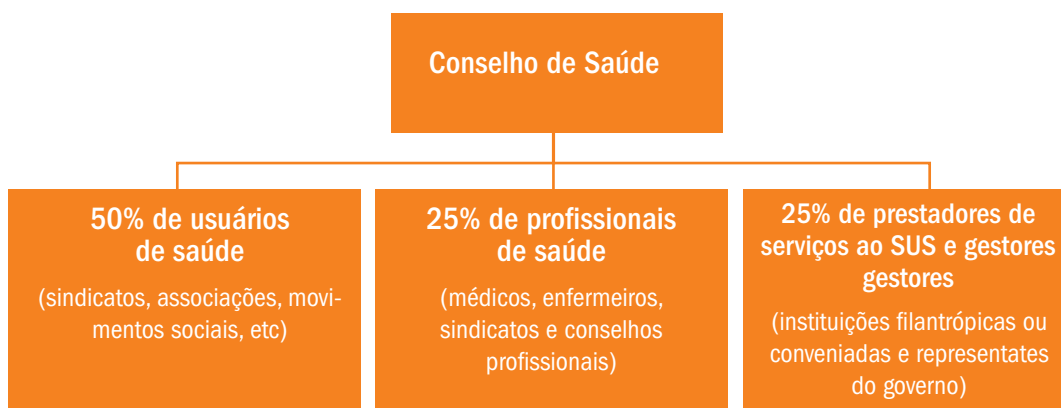 Conselho de Saúde
50% de usuários
de saúde
(sindicatos, associações, movi-
mentos sociais, etc)
25% de profissionais
de saúde
(médicos, enfermeiros,
sindicatos e conselhos
profissionais)
25% de prestadores de
serviços ao SUS e gestores
gestores
(instituições filantrópicas ou
conveniadas e representates
do governo)